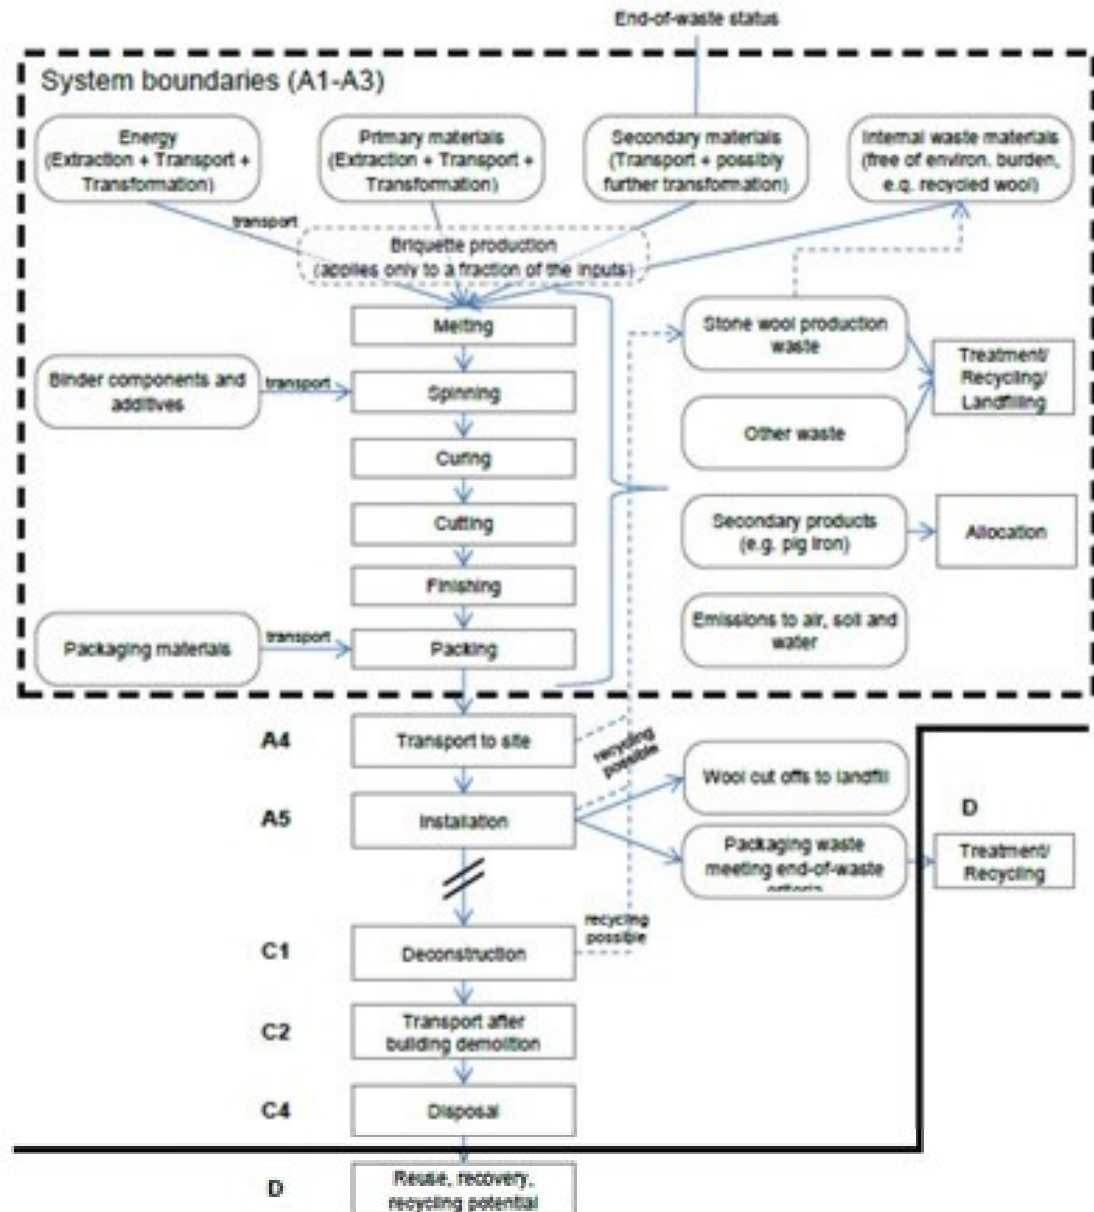 End-of-waste status
System boundaries (A1-A3)
Energy
(Extraction + Transport +
Transformation)
Primary materials
(Extraction + Transport +
Transformation)
Secondary materials
(Transport + possibly
further transformation)
Internal waste materials
(free of environ. burden,
e.q. recycled wool)
transport
Briquette production
(applies only to a fraction of the inputs)
Melting
Stone wool production
waste
Treatment/
Recycling/
Landfilling
Binder components and
additives
transport
Spinning
Other waste
Curing
Cutting
Secondary products
(e.g. pig iron)
Allocation
Finishing
Emissions to air, soil and
water
Packaging materials
transport
Packing
A4
Transport to site
recycling
possible
Wool cut offs to landfill
A5
Installation
D
Packaging waste
meeting end-of-waste
criteria
Treatment/
Recycling
recycling
possible
C1
Deconstruction
C2
Transport after
building demolition
C4
Disposal
D
Reuse, recovery,
recycling potential